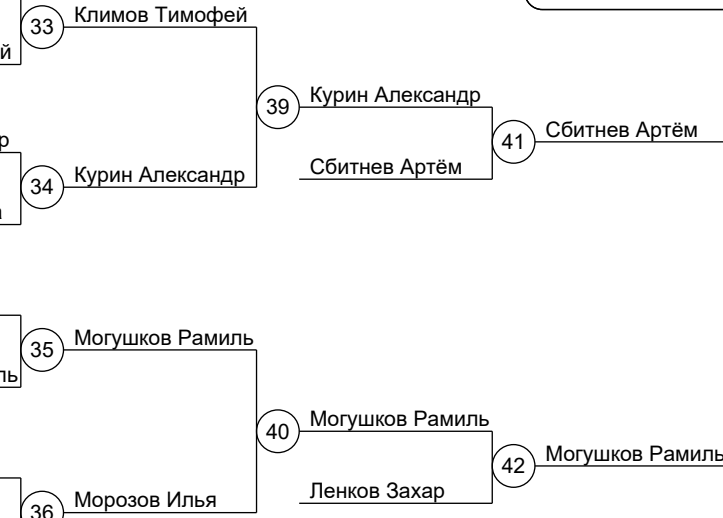 Климов Тимофей
33
й
Курин Александр
39
р
Сбитнев Артём
41
Сбитнев Артём
Курин Александр
34
а
Могушков Рамиль
35
ль
Могушков Рамиль
40
Могушков Рамиль
42
Ленков Захар
Морозов Илья
36